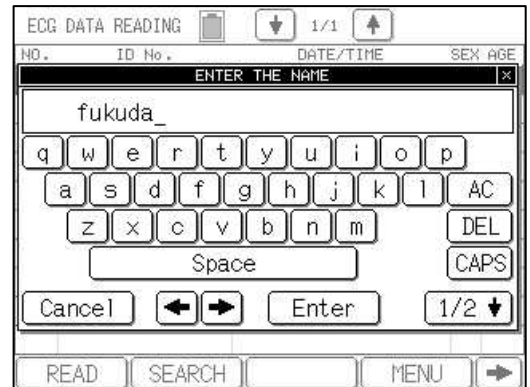 ECG DATA READING 1/1
NO. ID No. DATE/TIME SEX AGE
ENTER THE NAME ×
fukuda_
q w e r t y u i o p
a s d f g h j k l AC
z x c v b n m DEL
Space CAPS
Cancel ← → Enter 1/2 ↓
READ SEARCH MENU →